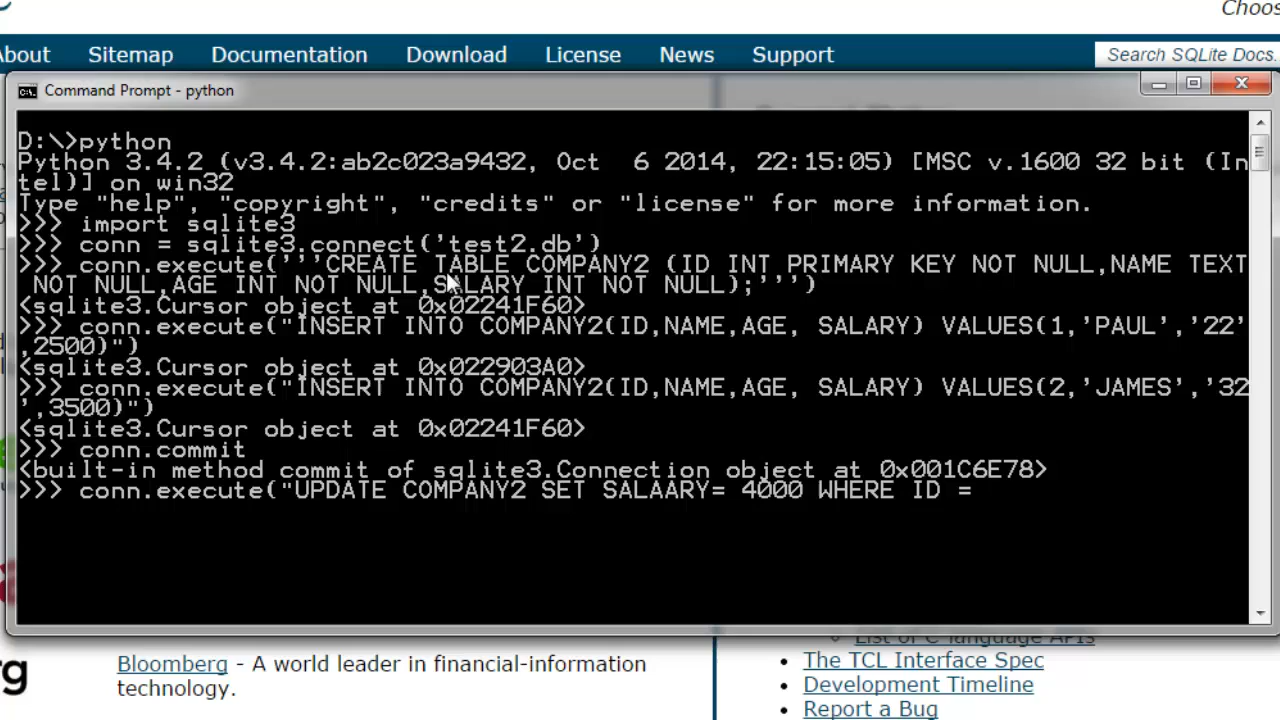 Choos
About Sitemap Documentation Download License News Support Search SQLite Docs.
Command Prompt - python
D:\>python
Python 3.4.2 (v3.4.2:ab2c023a9432, Oct  6 2014, 22:15:05) [MSC v.1600 32 bit (In
tel)] on win32
Type "help", "copyright", "credits" or "license" for more information.
>>> import sqlite3
>>> conn = sqlite3.connect('test2.db')
>>> conn.execute('''CREATE TABLE COMPANY2 (ID INT PRIMARY KEY NOT NULL,NAME TEXT
 NOT NULL,AGE INT NOT NULL,SALARY INT NOT NULL);''')
<sqlite3.Cursor object at 0x02241F60>
>>> conn.execute("INSERT INTO COMPANY2(ID,NAME,AGE, SALARY) VALUES(1,'PAUL','22'
,2500)")
<sqlite3.Cursor object at 0x022903A0>
>>> conn.execute("INSERT INTO COMPANY2(ID,NAME,AGE, SALARY) VALUES(2,'JAMES','32
',3500)")
<sqlite3.Cursor object at 0x02241F60>
>>> conn.commit
<built-in method commit of sqlite3.Connection object at 0x001C6E78>
>>> conn.execute("UPDATE COMPANY2 SET SALAARY= 4000 WHERE ID =
List of C-language APIs
The TCL Interface Spec
Development Timeline
Report a Bug
rg
Bloomberg - A world leader in financial-information
technology.